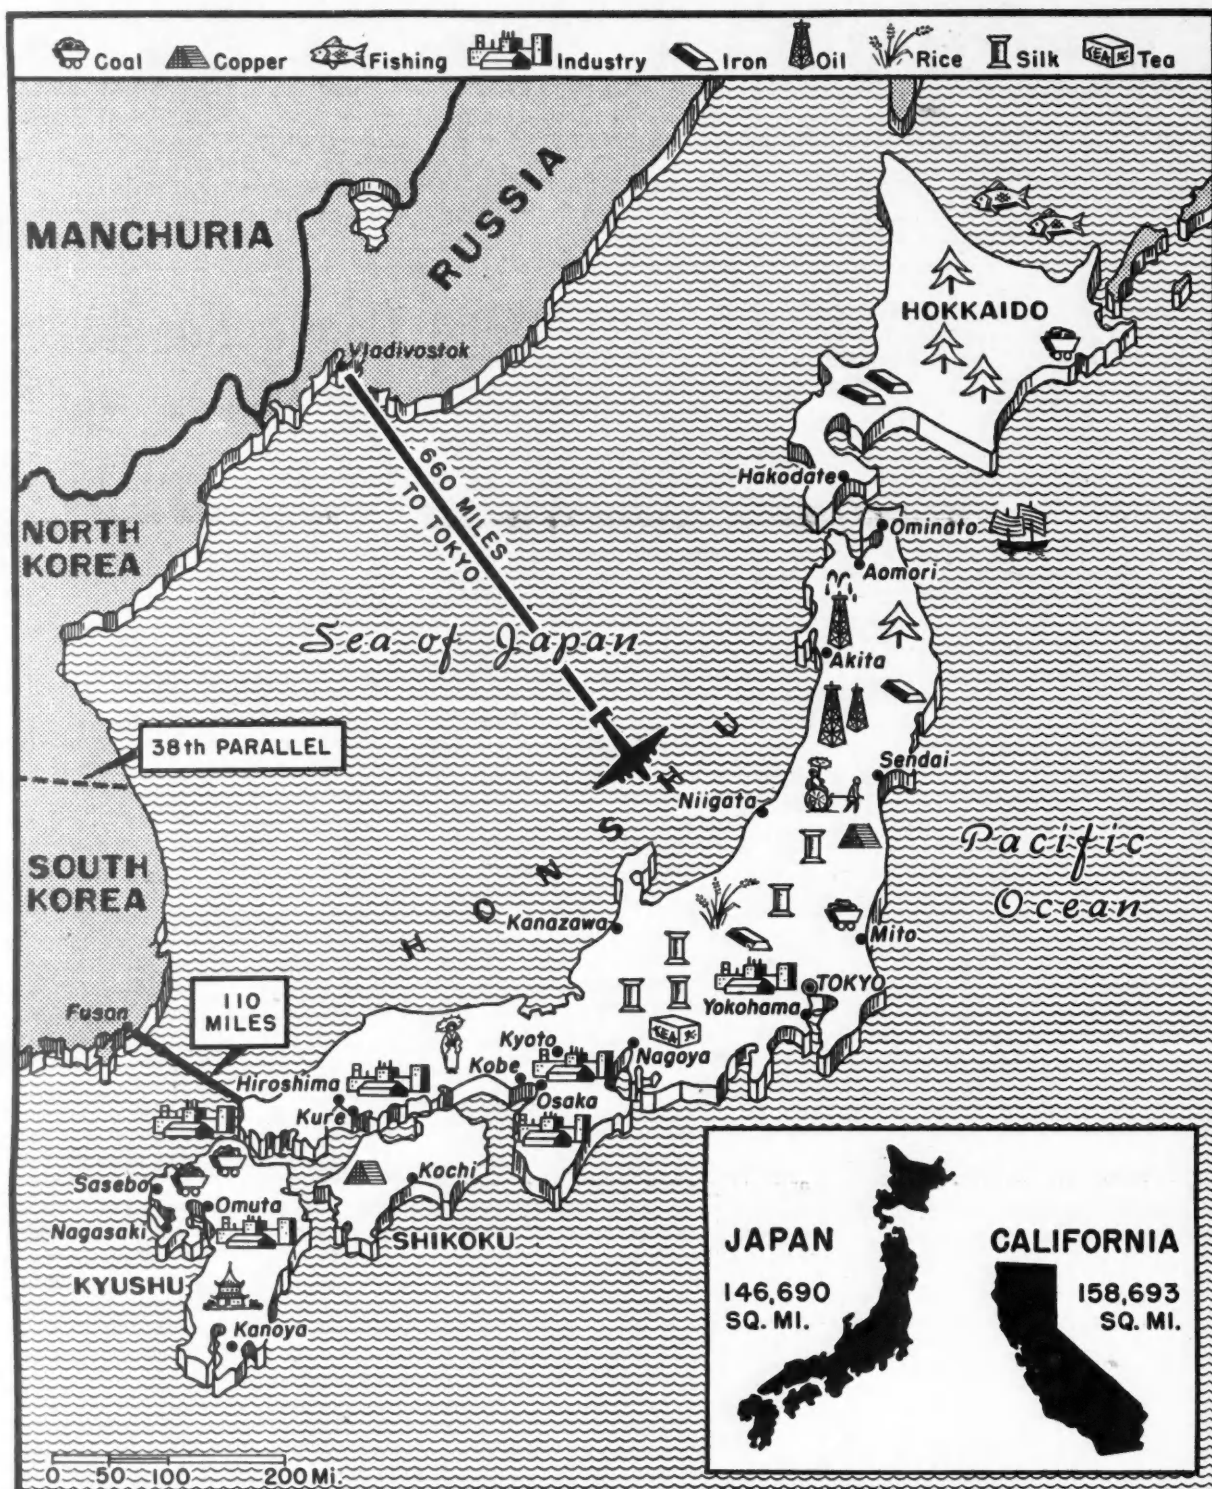 Coal Copper Fishing Industry Iron Oil Rice Silk TEA Tea
MANCHURIA
RUSSIA
Vladivostok
HOKKAIDO
660 MILES
TO TOKYO
Hakodate
NORTH
KOREA
Ominato
Aomori
Sea of Japan
Akita
38th PARALLEL
HONSHU
Sendai
Niigata
Pacific
Ocean
SOUTH
KOREA
Kanazawa
Mito
TOKYO
110
MILES
Fusan
Yokohama
TEA
Kyoto
Nagoya
Kobe
Hiroshima
Osaka
Kure
Kochi
Sasebo
Omuta
Nagasaki
SHIKOKU
KYUSHU
Kanoya
JAPAN
146,690
SQ. MI.
CALIFORNIA
158,693
SQ. MI.
0 50 100 200 Mi.